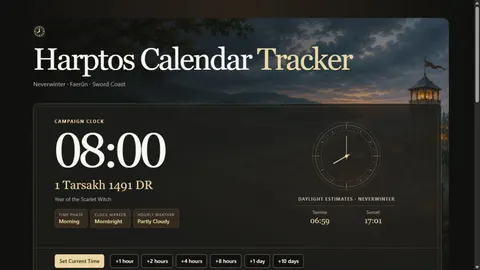 Harptos Calendar Tracker
Neverwinter · Faerûn · Sword Coast
CAMPAIGN CLOCK
08:00
1 Tarsakh 1491 DR
Year of the Scarlet Witch
TIME PHASE
Morning
CLOCK MARKER
Mornbright
HOURLY WEATHER
Partly Cloudy
DAYLIGHT ESTIMATES · NEVERWINTER
Sunrise
06:59
Sunset
17:01
Set Current Time
+1 hour
+2 hours
+4 hours
+8 hours
+1 day
+10 days